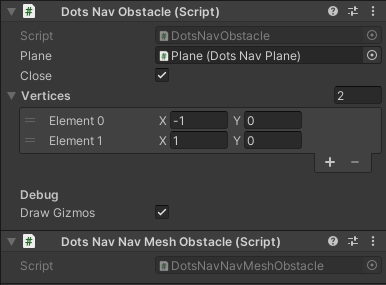 Dots Nav Obstacle (Script)
Script DotsNavObstacle
Plane Plane (Dots Nav Plane)
Close
Vertices 2
Element 0 X -1 Y 0
Element 1 X 1 Y 0
Debug
Draw Gizmos
Dots Nav Nav Mesh Obstacle (Script)
Script DotsNavNavMeshObstacle